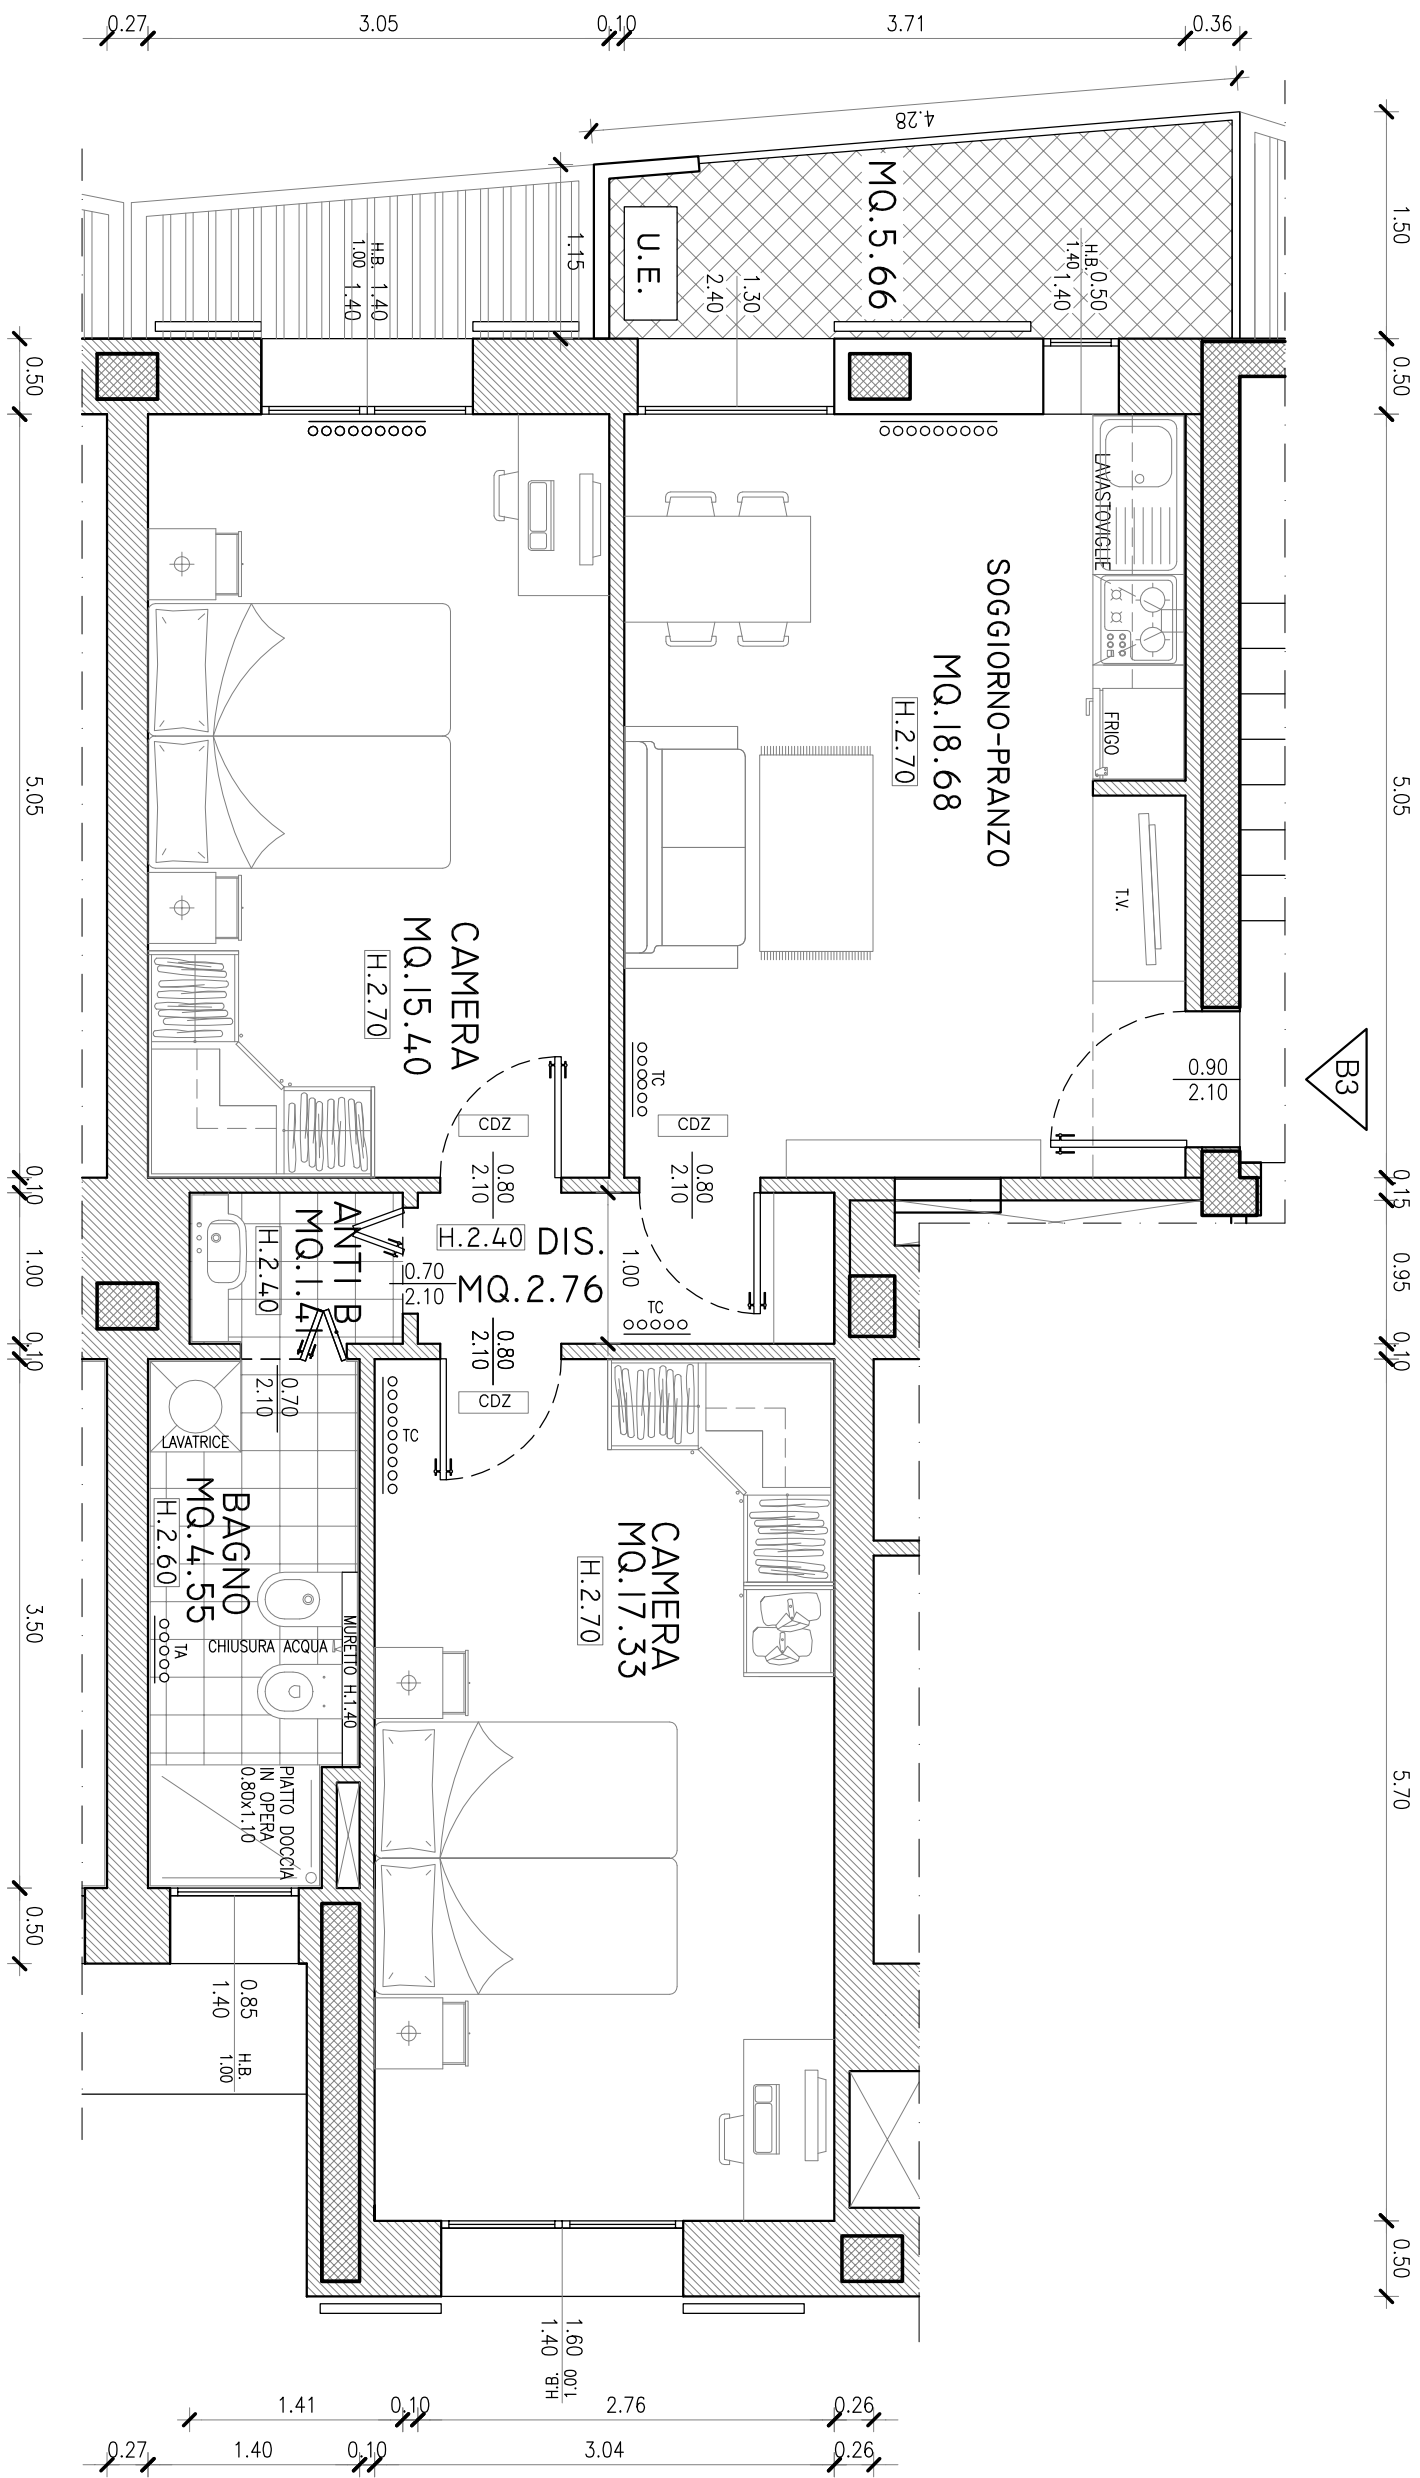 0.27
3.05
0.10
3.71
0.36
4.28
1.50
0.50
5.05
0.15
0.95
0.10
5.70
0.50
MQ.5.66
U.E.
1.15
H.B. 1.40
1.00 1.40
1.30
2.40
H.B. 0.50
1.40 1.40
LAVASTOVIGLIE
FRIGO
T.V.
SOGGIORNO-PRANZO
MQ.18.68
H.2.70
B3
0.90
2.10
CAMERA
MQ.15.40
H.2.70
TC
CDZ
0.80
2.10
CDZ
0.80
2.10
DIS.
MQ.2.76
H.2.40
1.00
TC
ANTI B
MQ.1.41
H.2.40
0.70
2.10
0.80
2.10
CDZ
0.70
2.10
LAVATRICE
TC
BAGNO
MQ.4.55
H.2.60
TA
CHIUSURA ACQUA
MURETTO H.1.40
PIATTO DOCCIA
IN OPERA
0.80x1.10
CAMERA
MQ.17.33
H.2.70
0.85 H.B.
1.40 1.00
1.60 1.00
1.40 H.B.
0.50
5.05
0.10
1.00
0.10
3.50
0.50
1.41
0.10
2.76
0.26
0.27
1.40
0.10
3.04
0.26